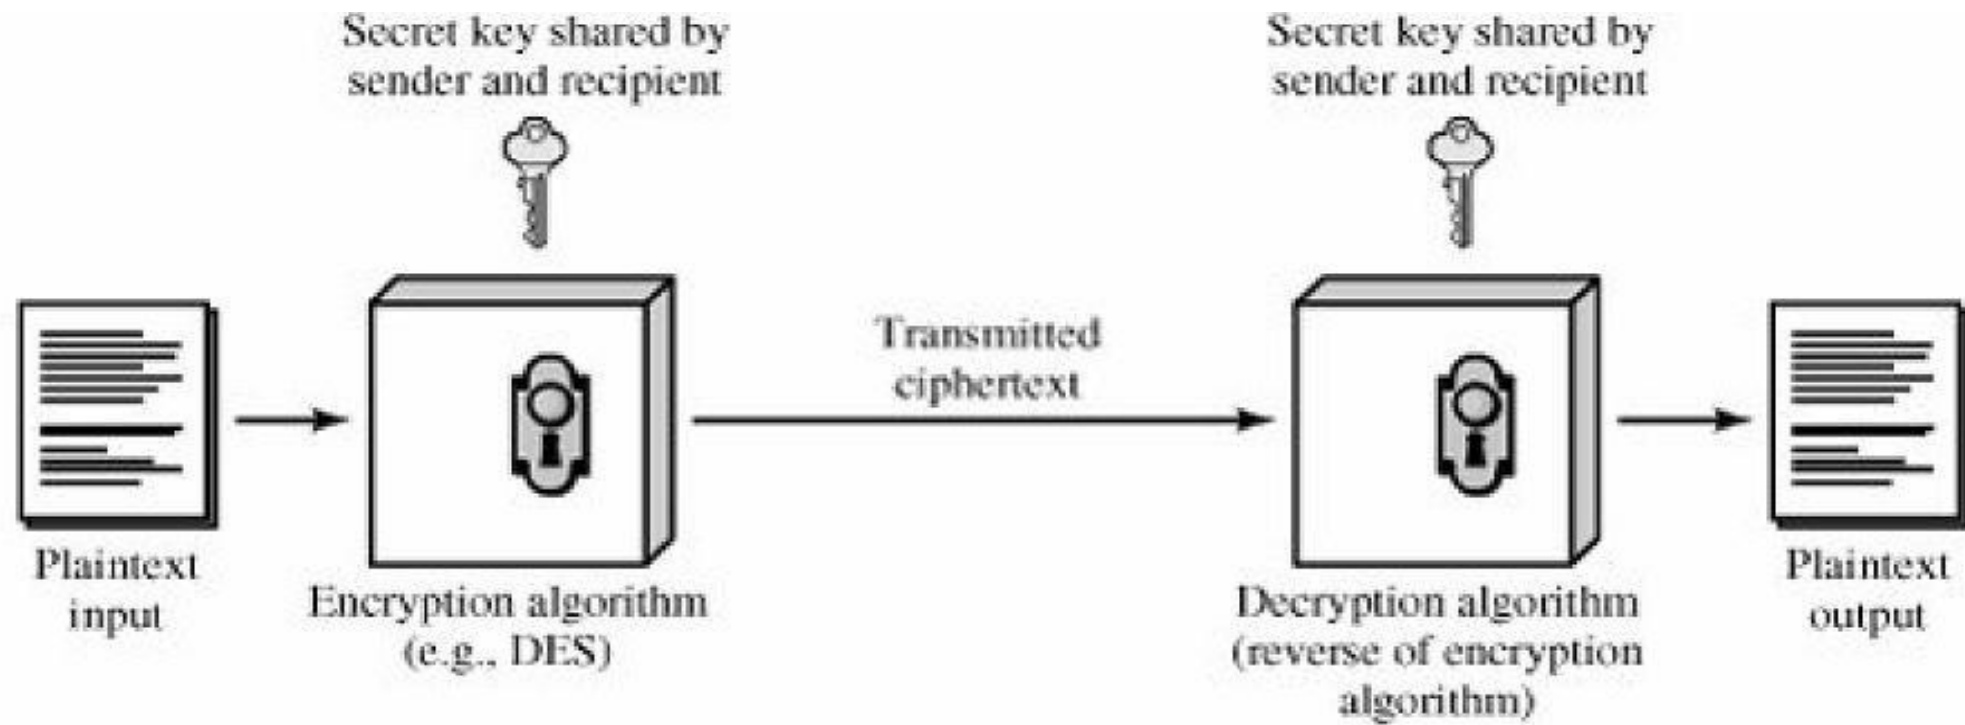 Secret key shared by
sender and recipient
Secret key shared by
sender and recipient
Transmitted
ciphertext
Plaintext
input
Encryption algorithm
(e.g., DES)
Decryption algorithm
(reverse of encryption
algorithm)
Plaintext
output